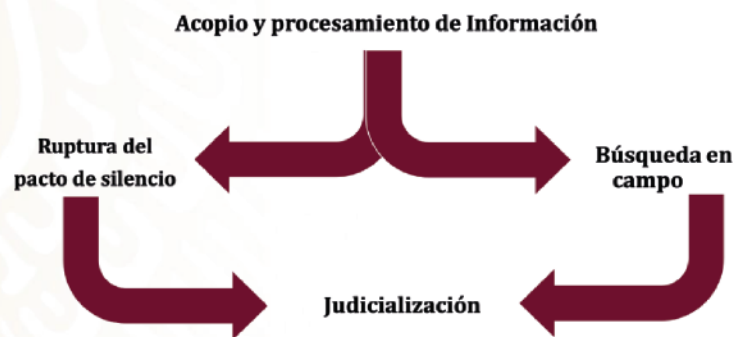 Acopio y procesamiento de Información
Ruptura del
pacto de silencio
Búsqueda en
campo
Judicialización